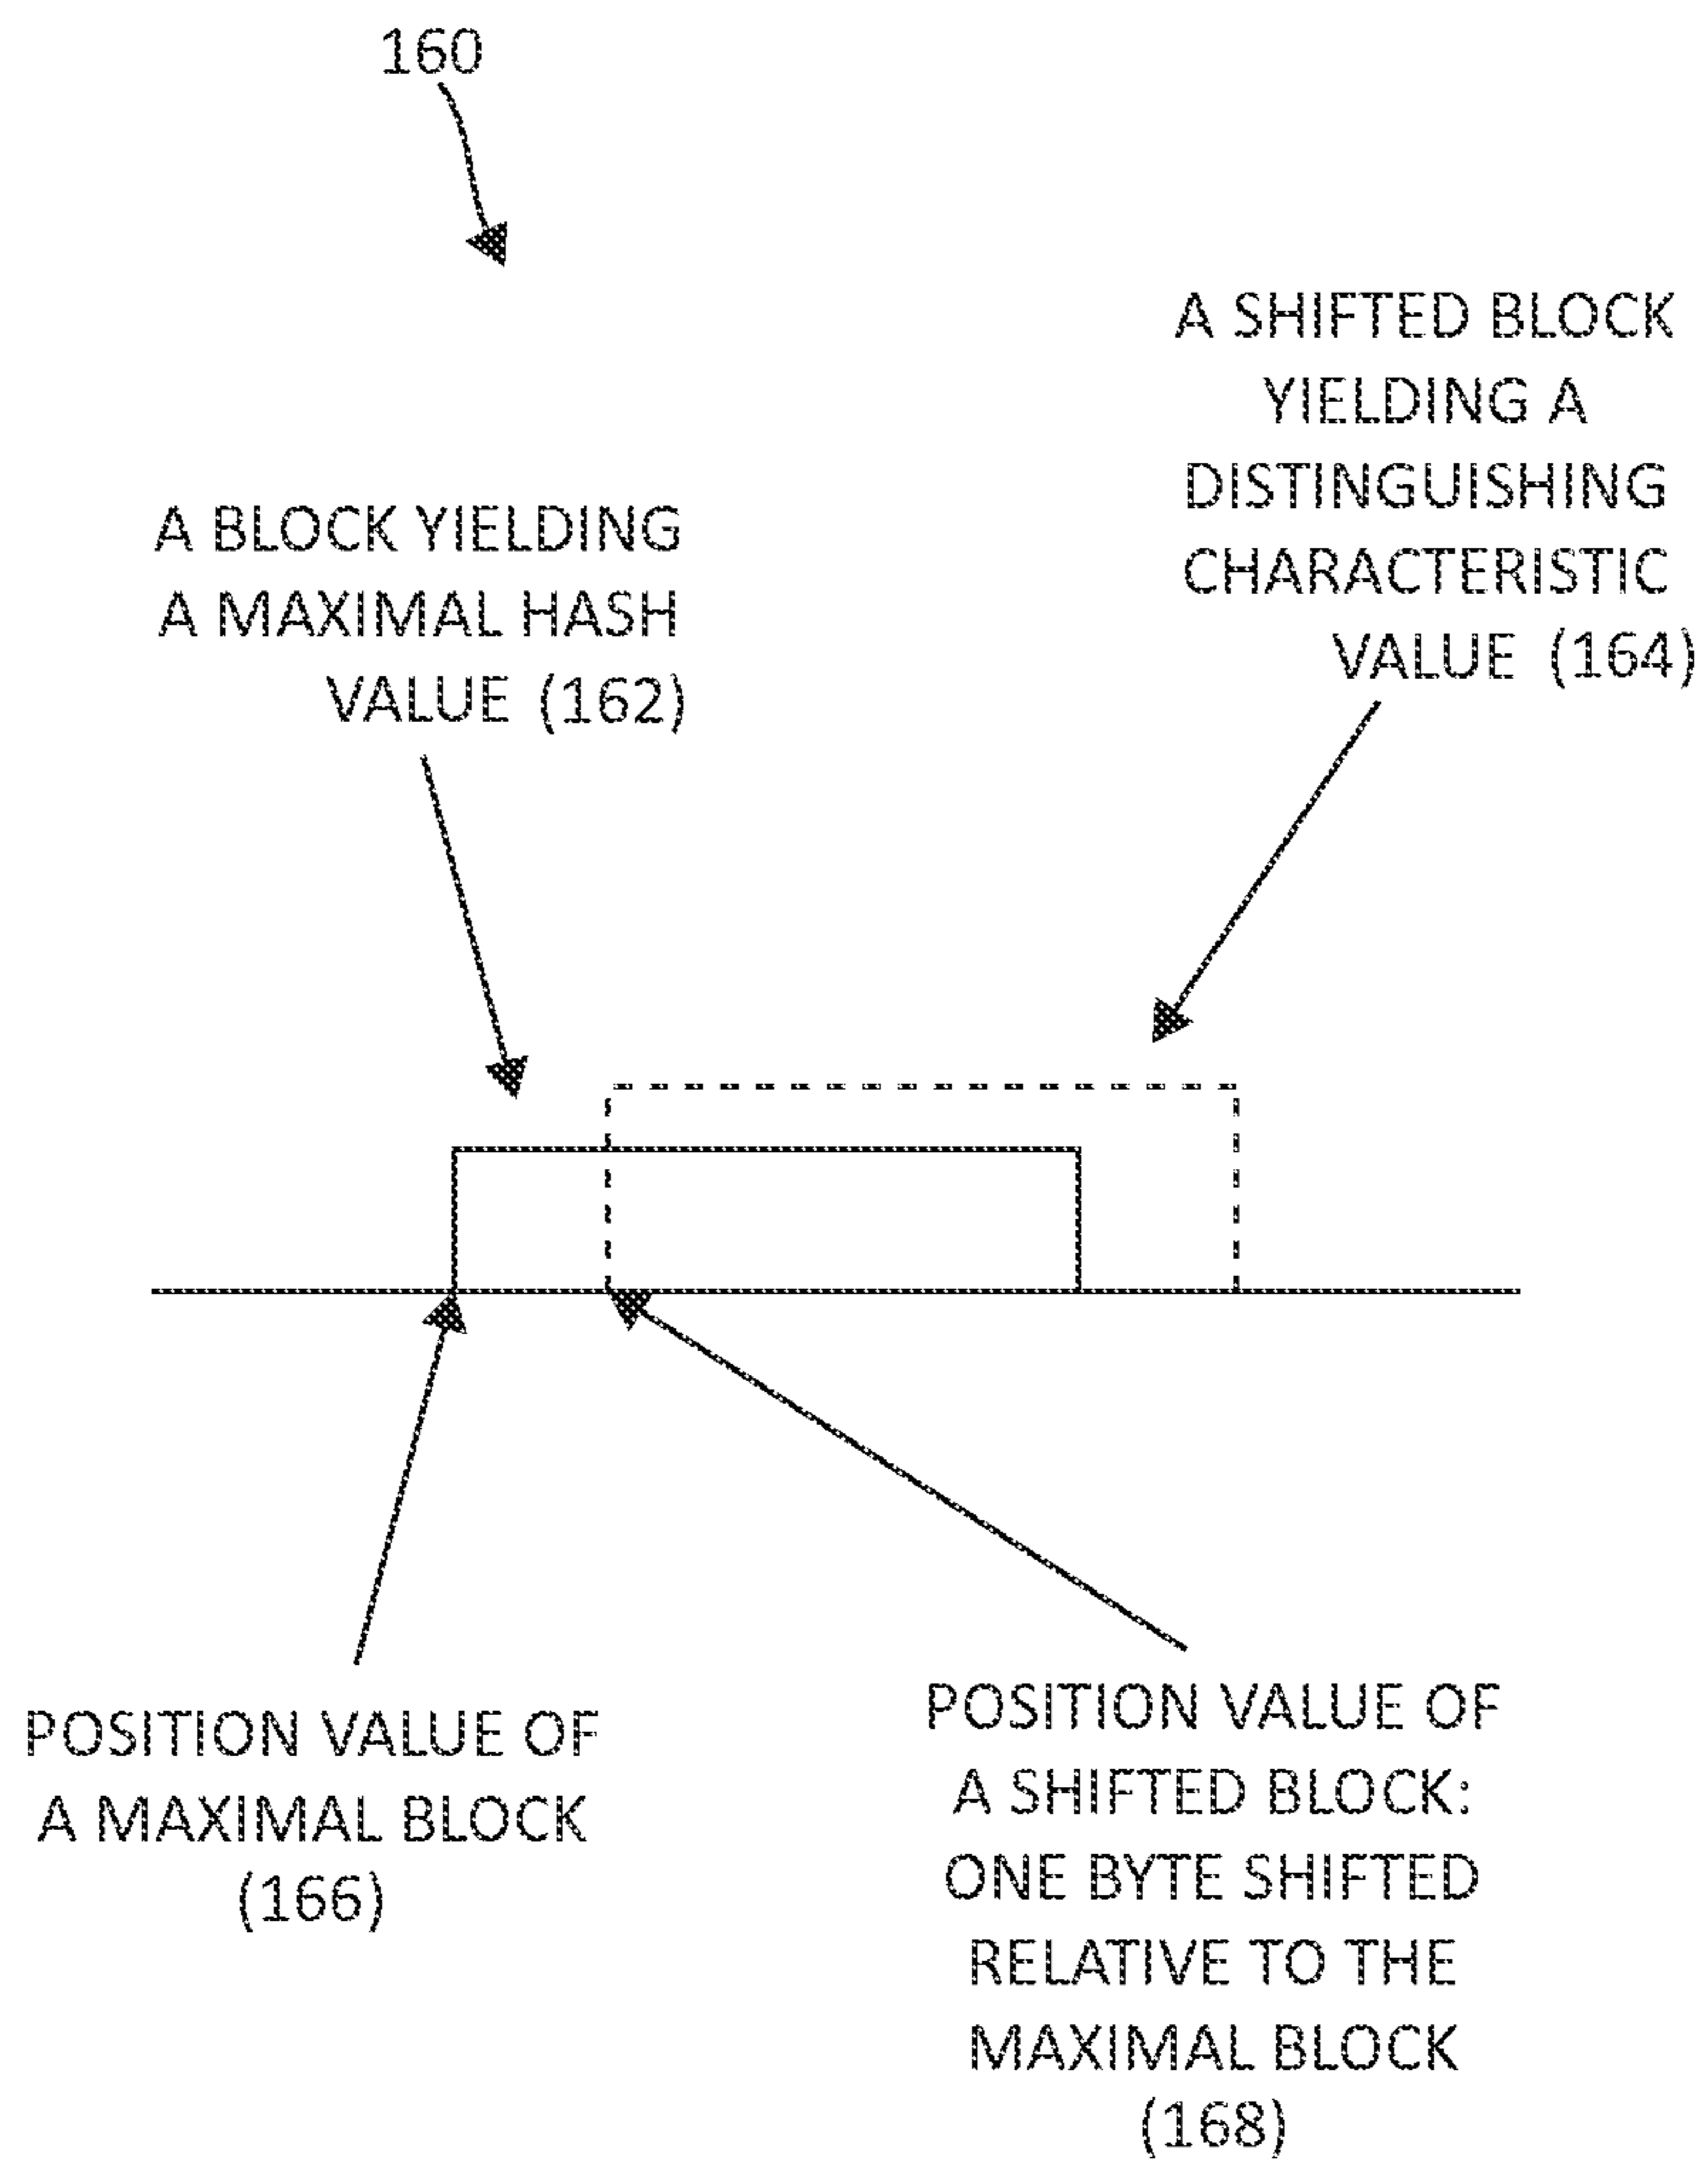 160
A SHIFTED BLOCK
YIELDING A
DISTINGUISHING
CHARACTERISTIC
VALUE (164)
A BLOCK YIELDING
A MAXIMAL HASH
VALUE (162)
POSITION VALUE OF
A MAXIMAL BLOCK
(166)
POSITION VALUE OF
A SHIFTED BLOCK:
ONE BYTE SHIFTED
RELATIVE TO THE
MAXIMAL BLOCK
(168)